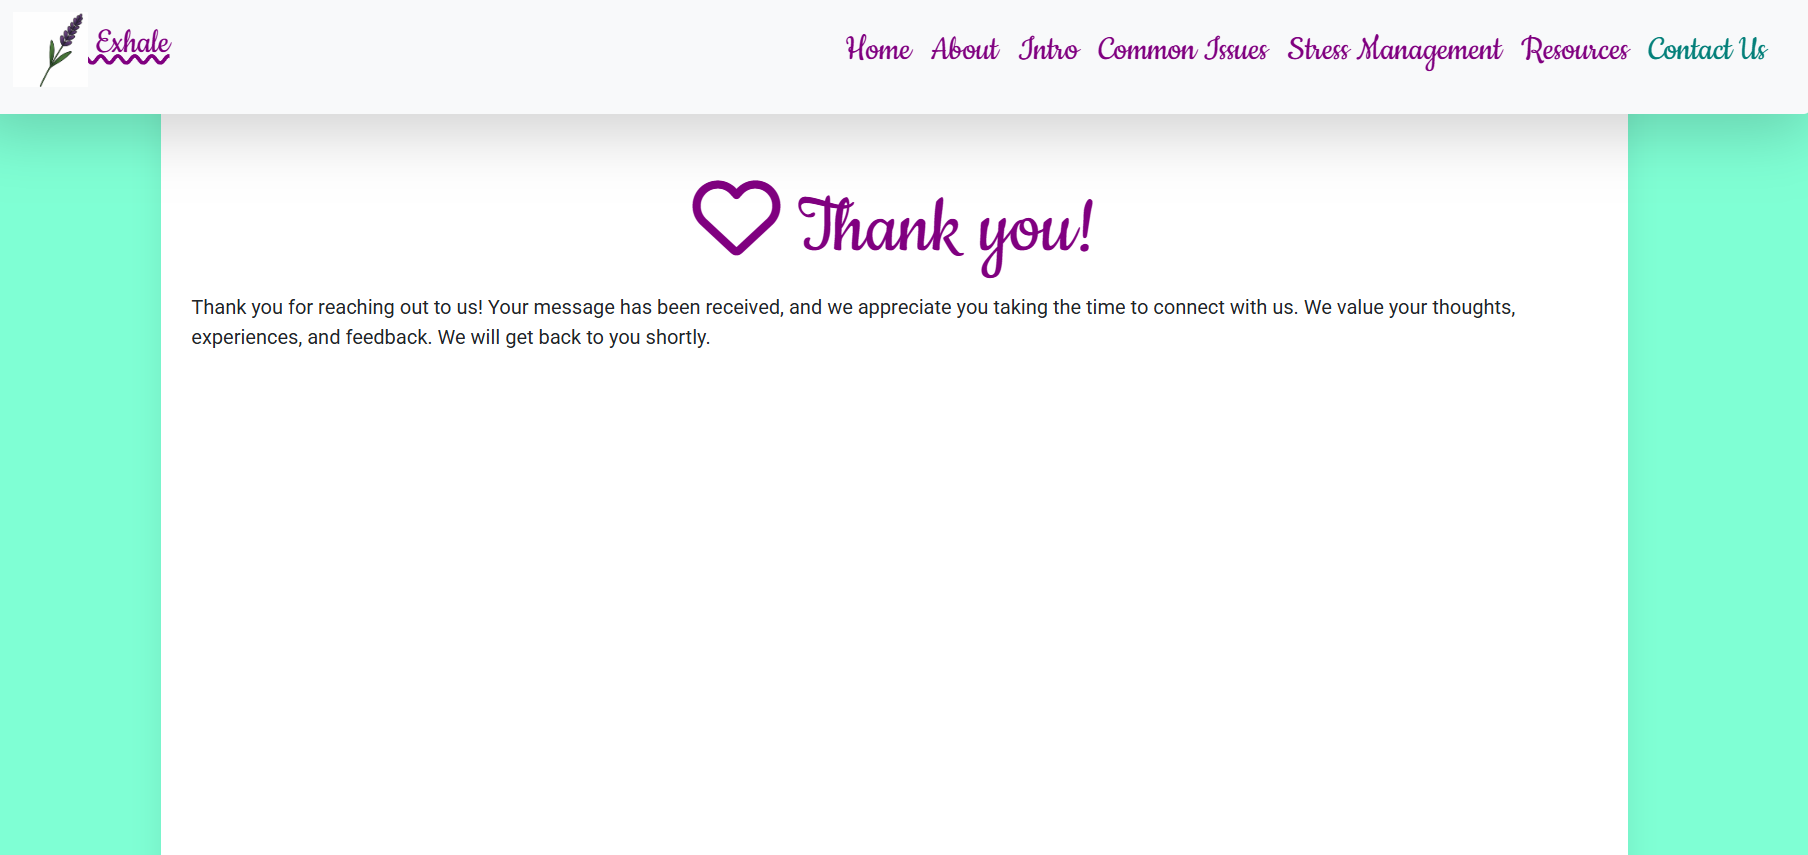 Exhale
Home About Intro Common Issues Stress Management Resources Contact Us
Thank you!
Thank you for reaching out to us! Your message has been received, and we appreciate you taking the time to connect with us. We value your thoughts,
experiences, and feedback. We will get back to you shortly.